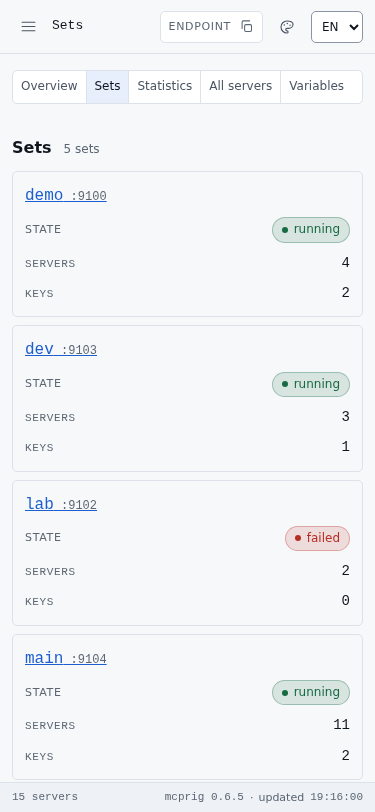 Sets
ENDPOINT
EN
Overview
Sets
Statistics
All servers
Variables
Sets 5 sets
demo :9100
STATE running
SERVERS 4
KEYS 2
dev :9103
STATE running
SERVERS 3
KEYS 1
lab :9102
STATE failed
SERVERS 2
KEYS 0
main :9104
STATE running
SERVERS 11
KEYS 2
15 servers mcprig 0.6.5 · updated 19:16:00